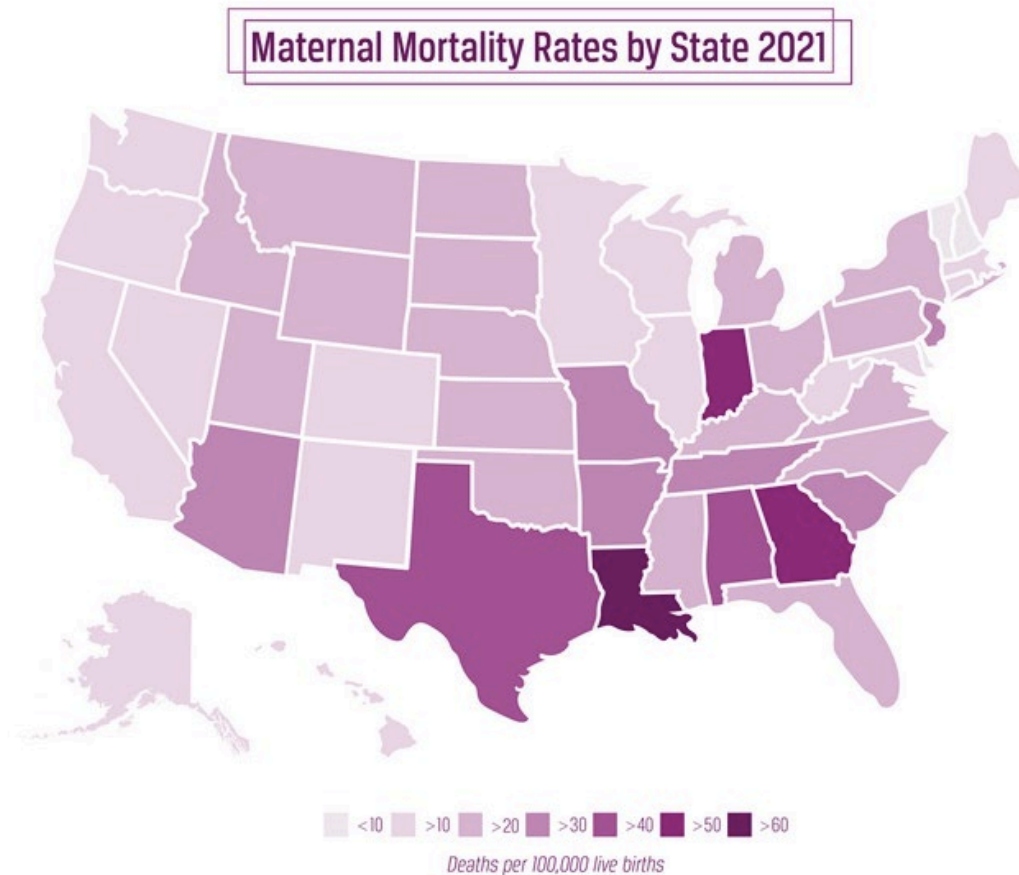 Maternal Mortality Rates by State 2021
<10 >10 >20 >30 >40 >50 >60
Deaths per 100,000 live births